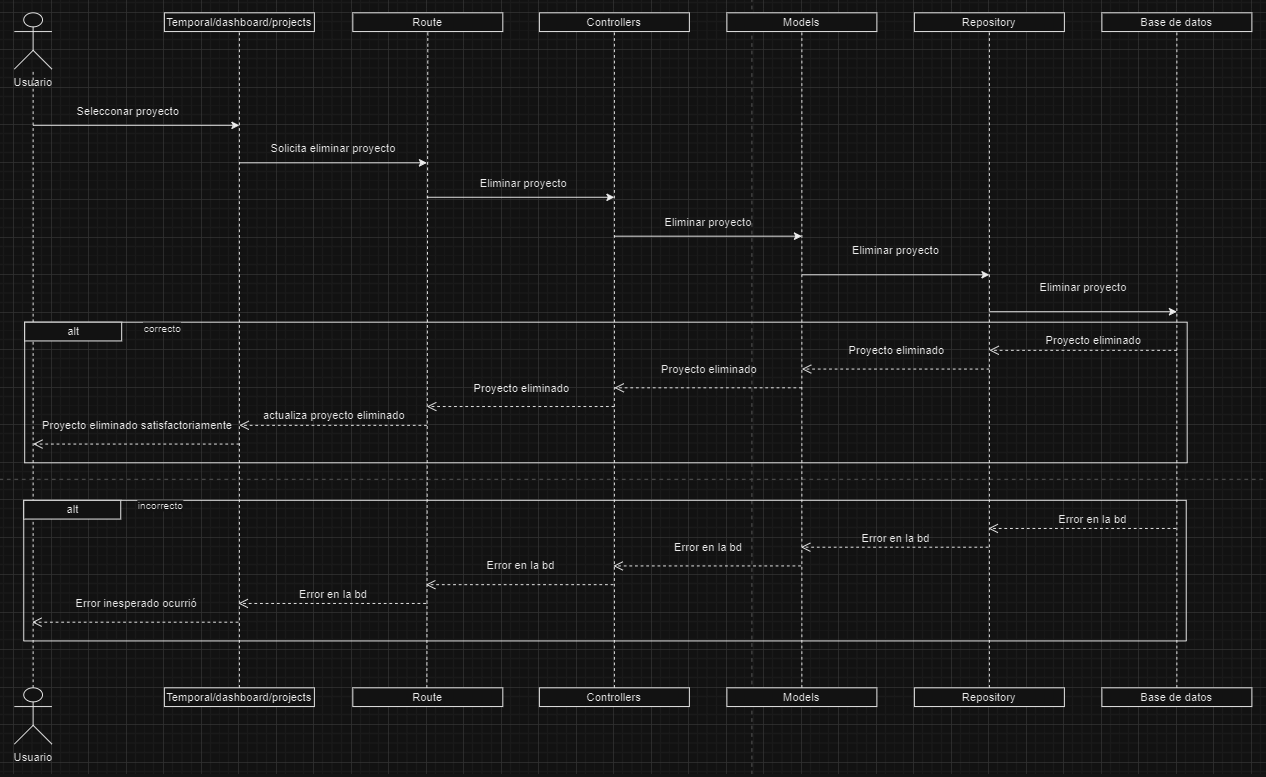 Temporal/dashboard/projects
Route
Controllers
Models
Repository
Base de datos
Usuario
Selecconar proyecto
Solicita eliminar proyecto
Eliminar proyecto
Eliminar proyecto
Eliminar proyecto
Eliminar proyecto
alt
correcto
Proyecto eliminado
Proyecto eliminado
Proyecto eliminado
Proyecto eliminado
actualiza proyecto eliminado
Proyecto eliminado satisfactoriamente
alt
incorrecto
Error en la bd
Error en la bd
Error en la bd
Error en la bd
Error en la bd
Error inesperado ocurrió
Temporal/dashboard/projects
Route
Controllers
Models
Repository
Base de datos
Usuario